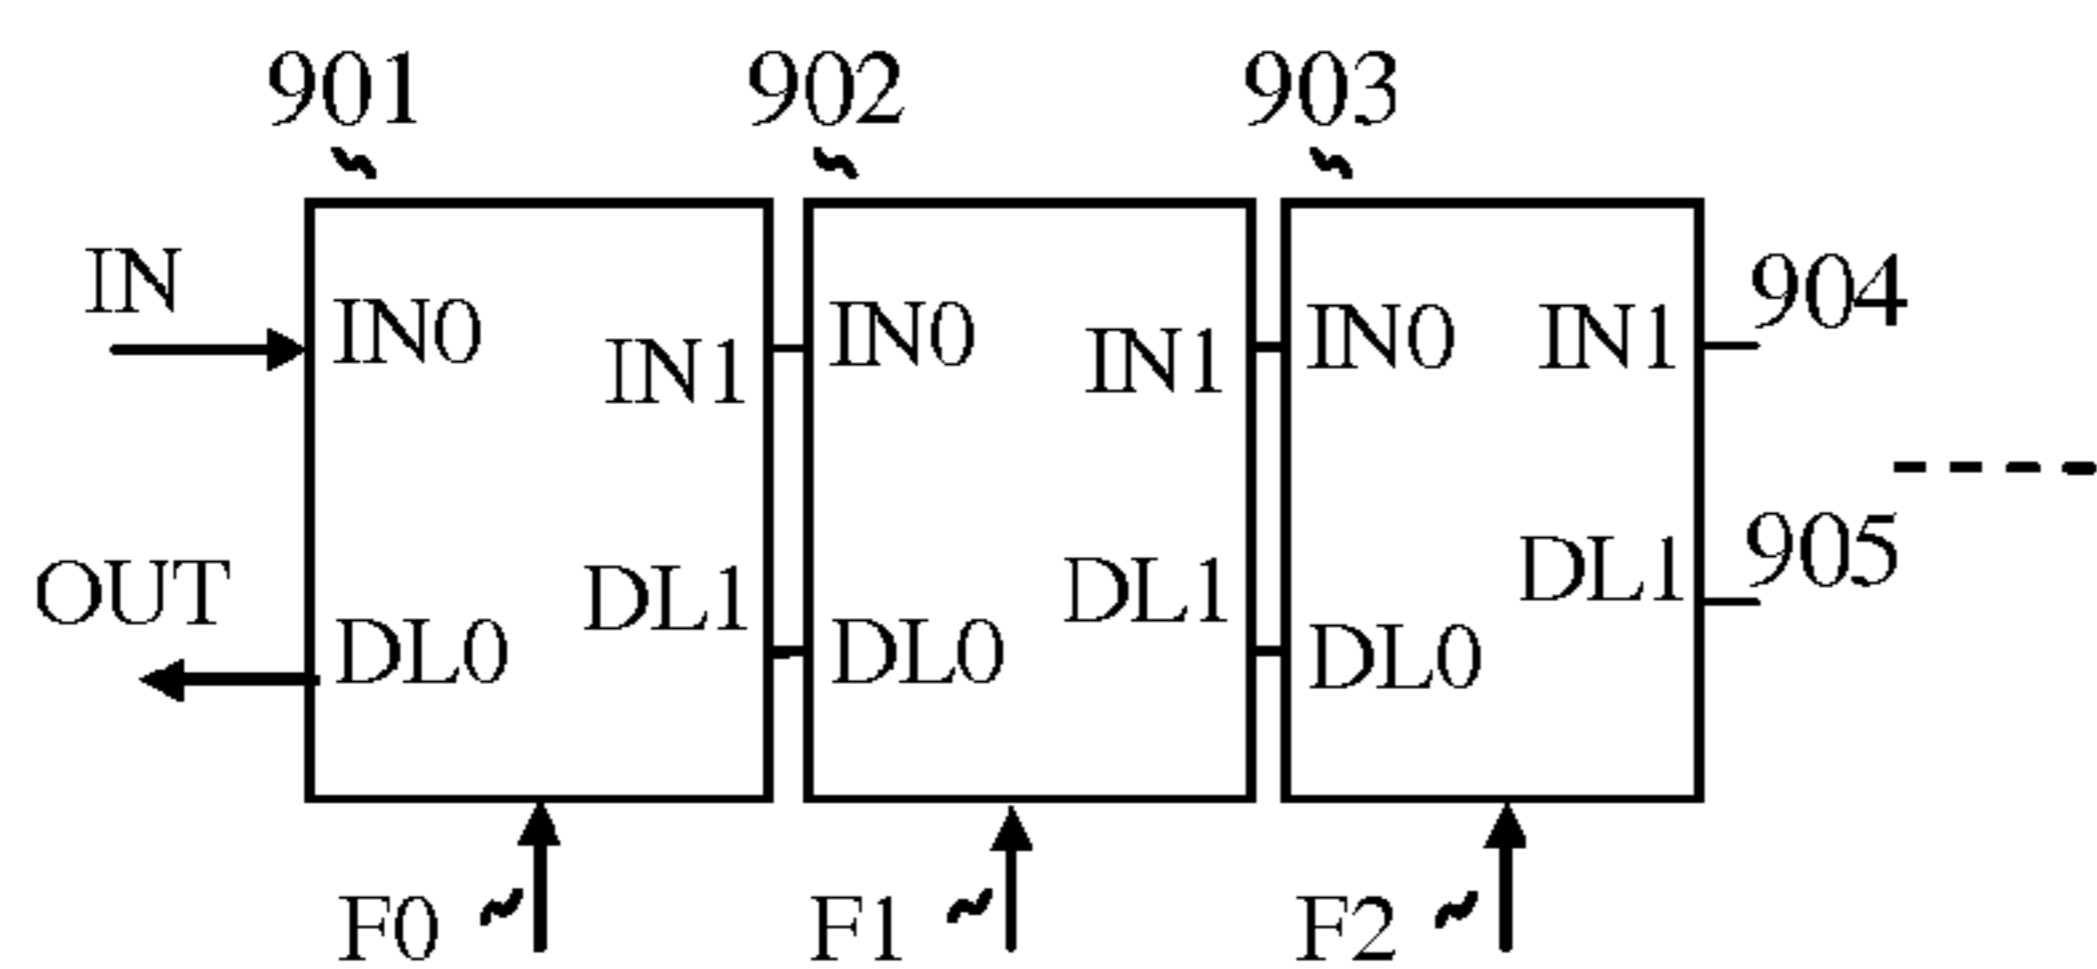 901 902 903
IN
IN0 IN1 IN0 IN1 IN0 IN1 904
OUT
DL0 DL1 DL0 DL1 DL0 DL1 905
F0 F1 F2